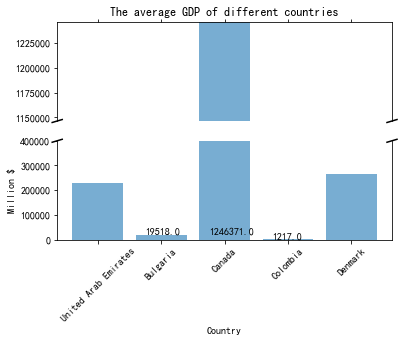 The average GDP of different countries
1225000
1200000
1175000
1150000
400000
300000
200000
100000
0
Million $
19518.0
1246371.0
1217.0
United Arab Emirates
Bulgaria
Canada
Colombia
Denmark
Country